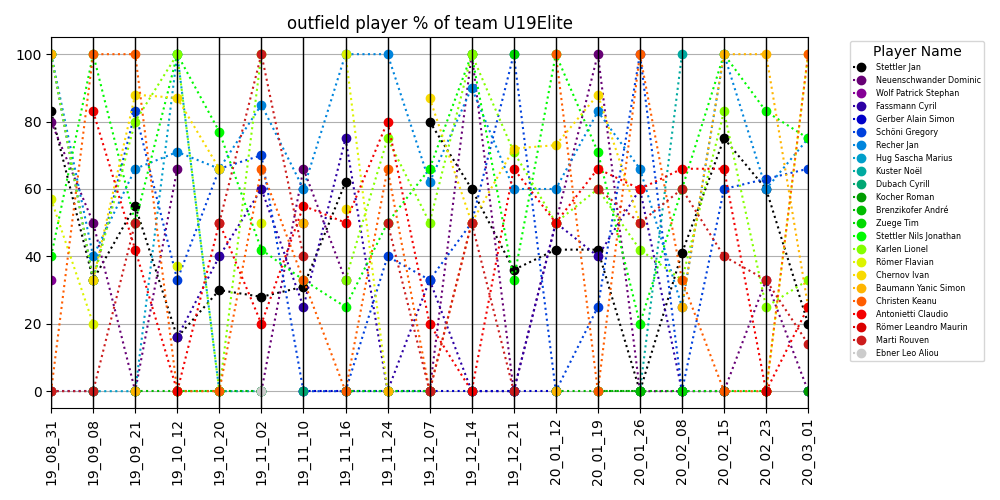 outfield player % of team U19Elite
100
80
60
40
20
0
19_08_31
19_09_08
19_09_21
19_10_12
19_10_20
19_11_02
19_11_10
19_11_16
19_11_24
19_12_07
19_12_14
19_12_21
20_01_12
20_01_19
20_01_26
20_02_08
20_02_15
20_02_23
20_03_01
Player Name
Stettler Jan
Neuenschwander Dominic
Wolf Patrick Stephan
Fassmann Cyril
Gerber Alain Simon
Schöni Gregory
Recher Jan
Hug Sascha Marius
Kuster Noël
Dubach Cyrill
Kocher Roman
Brenzikofer André
Zuege Tim
Stettler Nils Jonathan
Karlen Lionel
Römer Flavian
Chernov Ivan
Baumann Yanic Simon
Christen Keanu
Antonietti Claudio
Römer Leandro Maurin
Marti Rouven
Ebner Leo Aliou